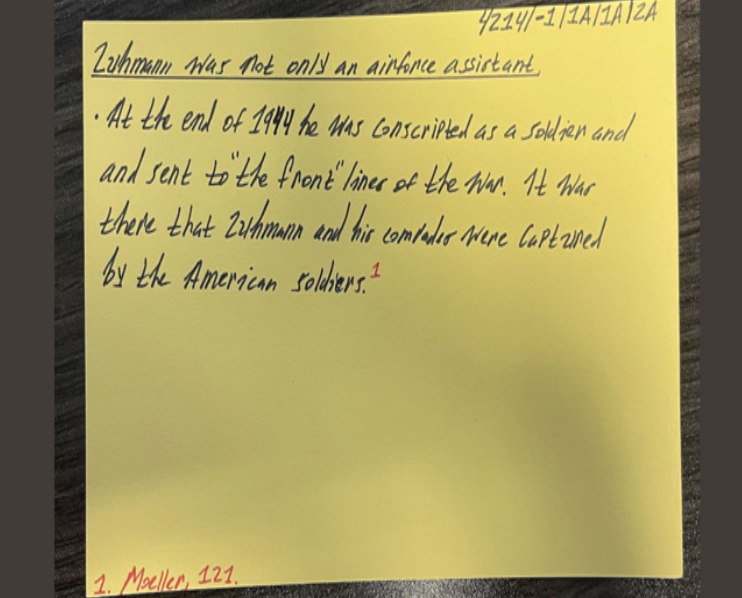 4214/-1/1A/1A/2A
Luhmann was not only an airforce assistant.
• At the end of 1944 he was conscripted as a soldier and
and sent to "the front" lines of the war. It was
there that Luhmann and his comrades were captured
by the American soldiers.1
1. Moeller, 121.